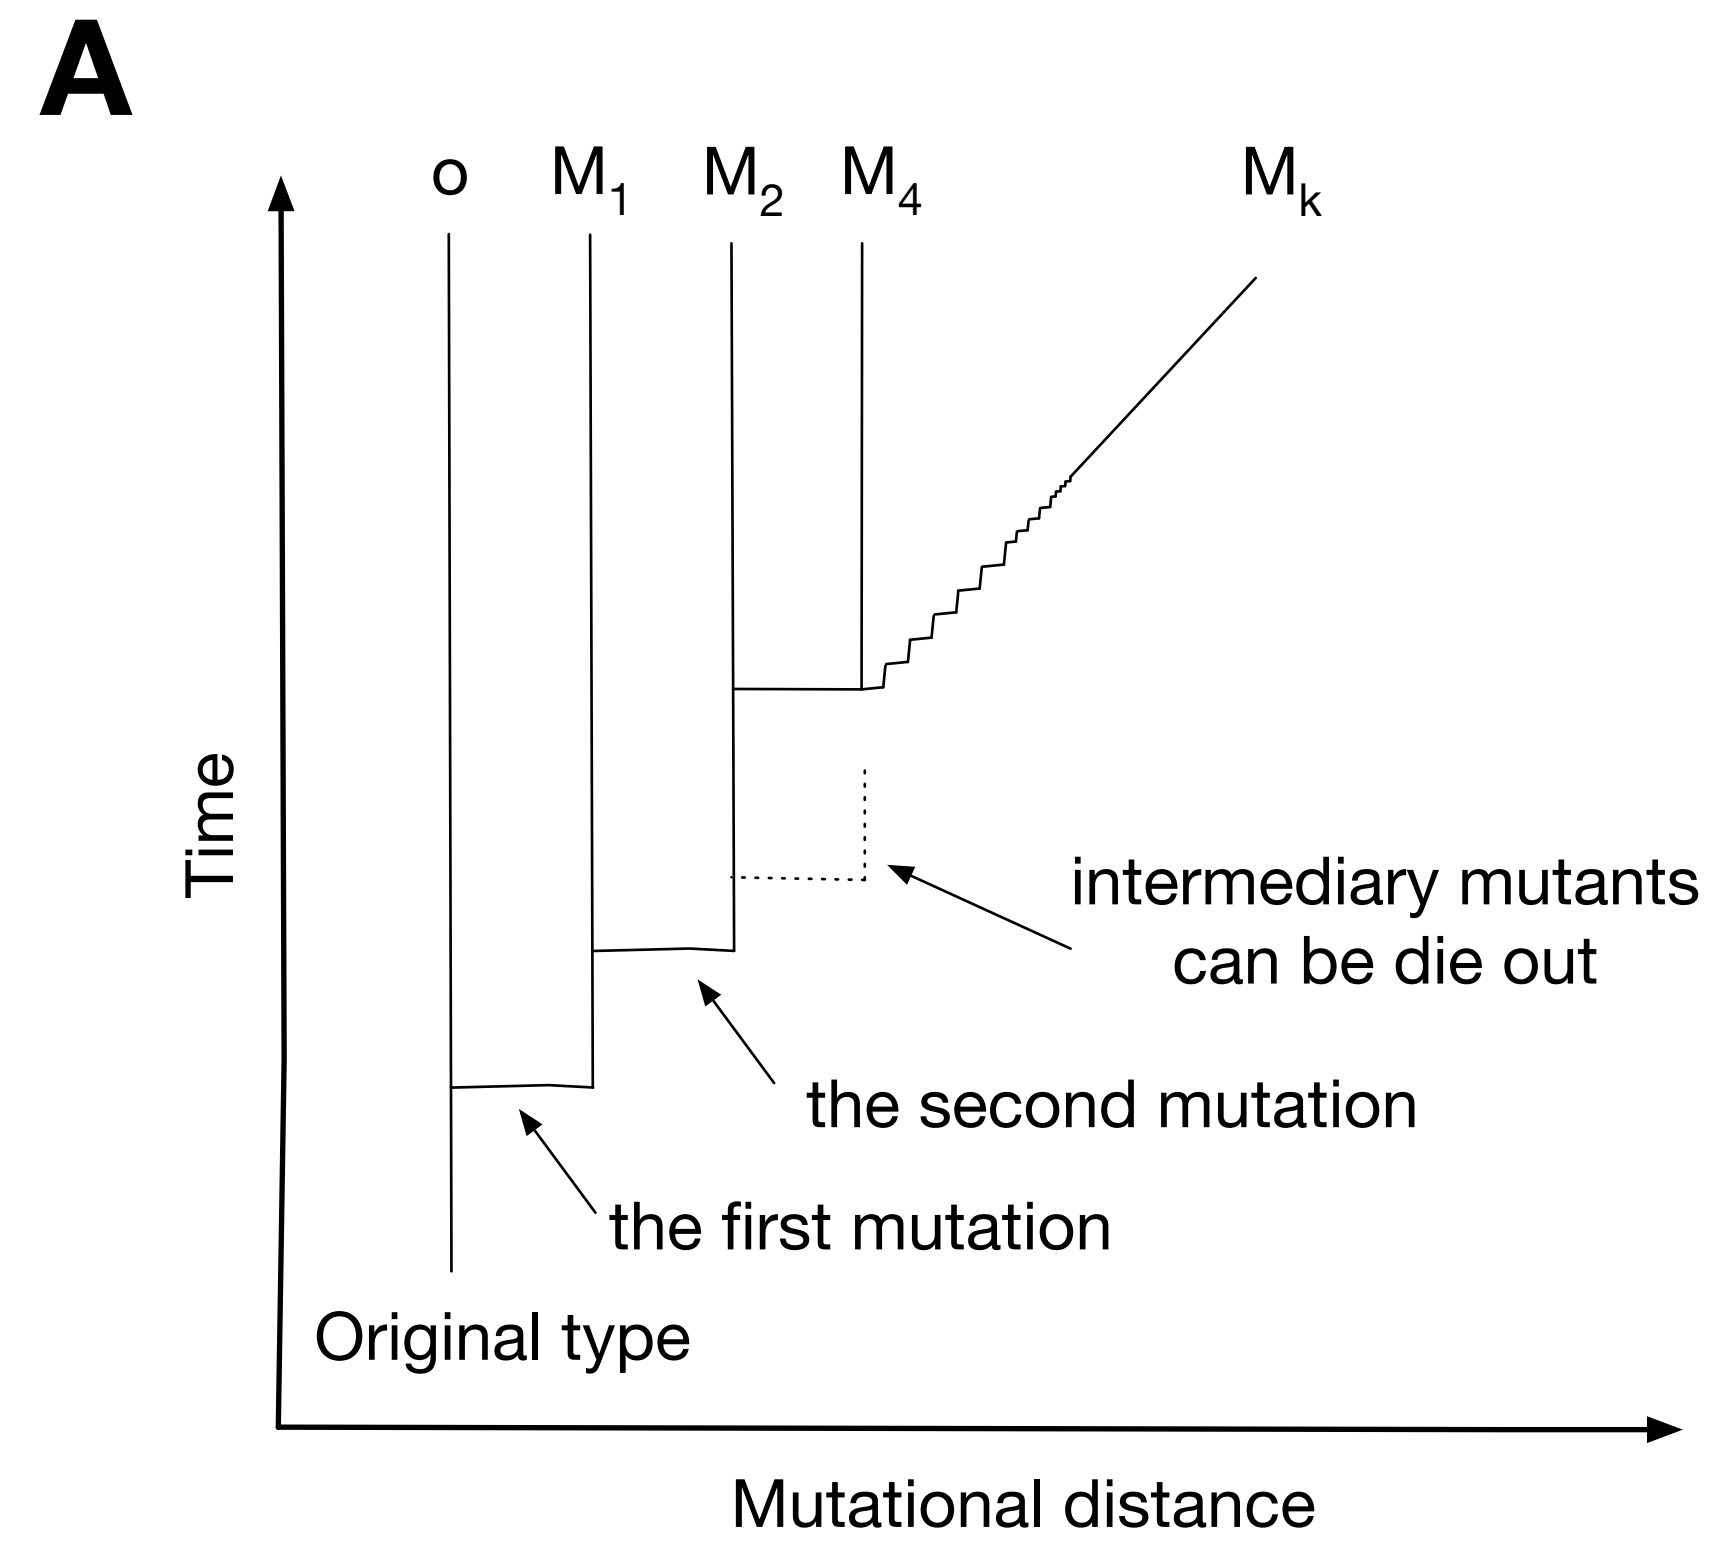 A
o M₁ M₂ M₄ Mₖ
Time
intermediary mutants
can be die out
the second mutation
the first mutation
Original type
Mutational distance